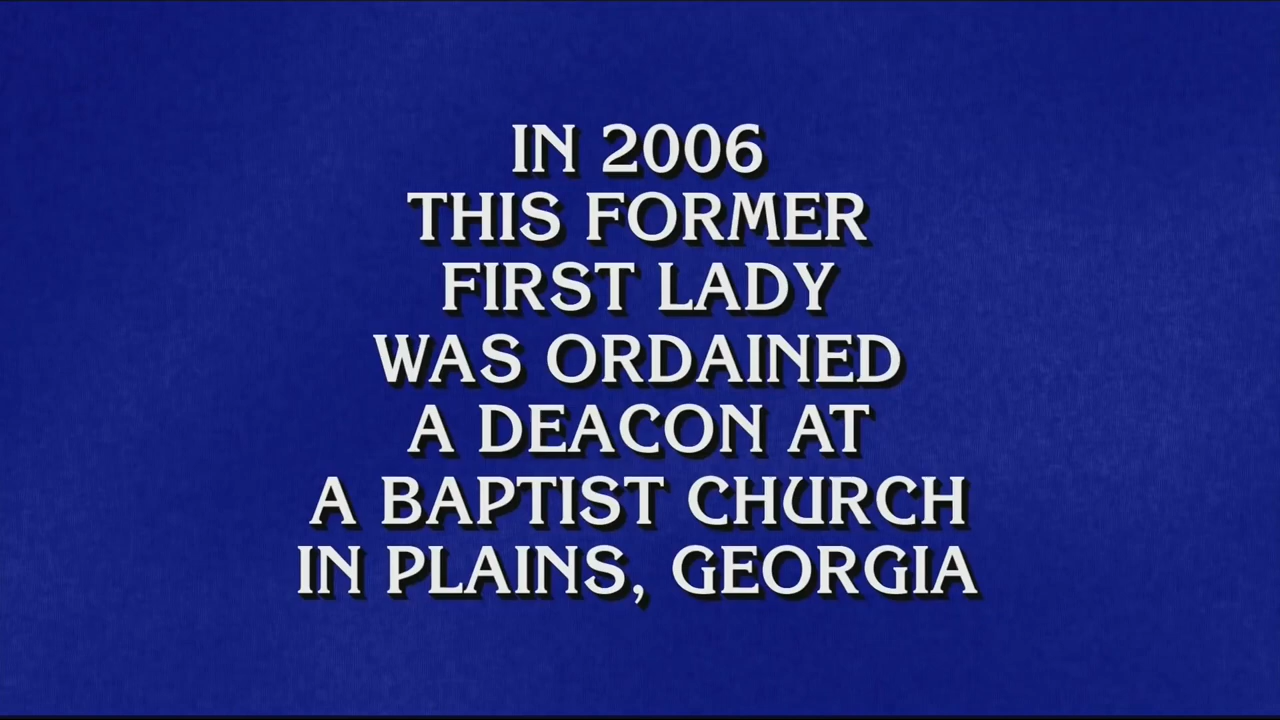 IN 2006
THIS FORMER
FIRST LADY
WAS ORDAINED
A DEACON AT
A BAPTIST CHURCH
IN PLAINS, GEORGIA